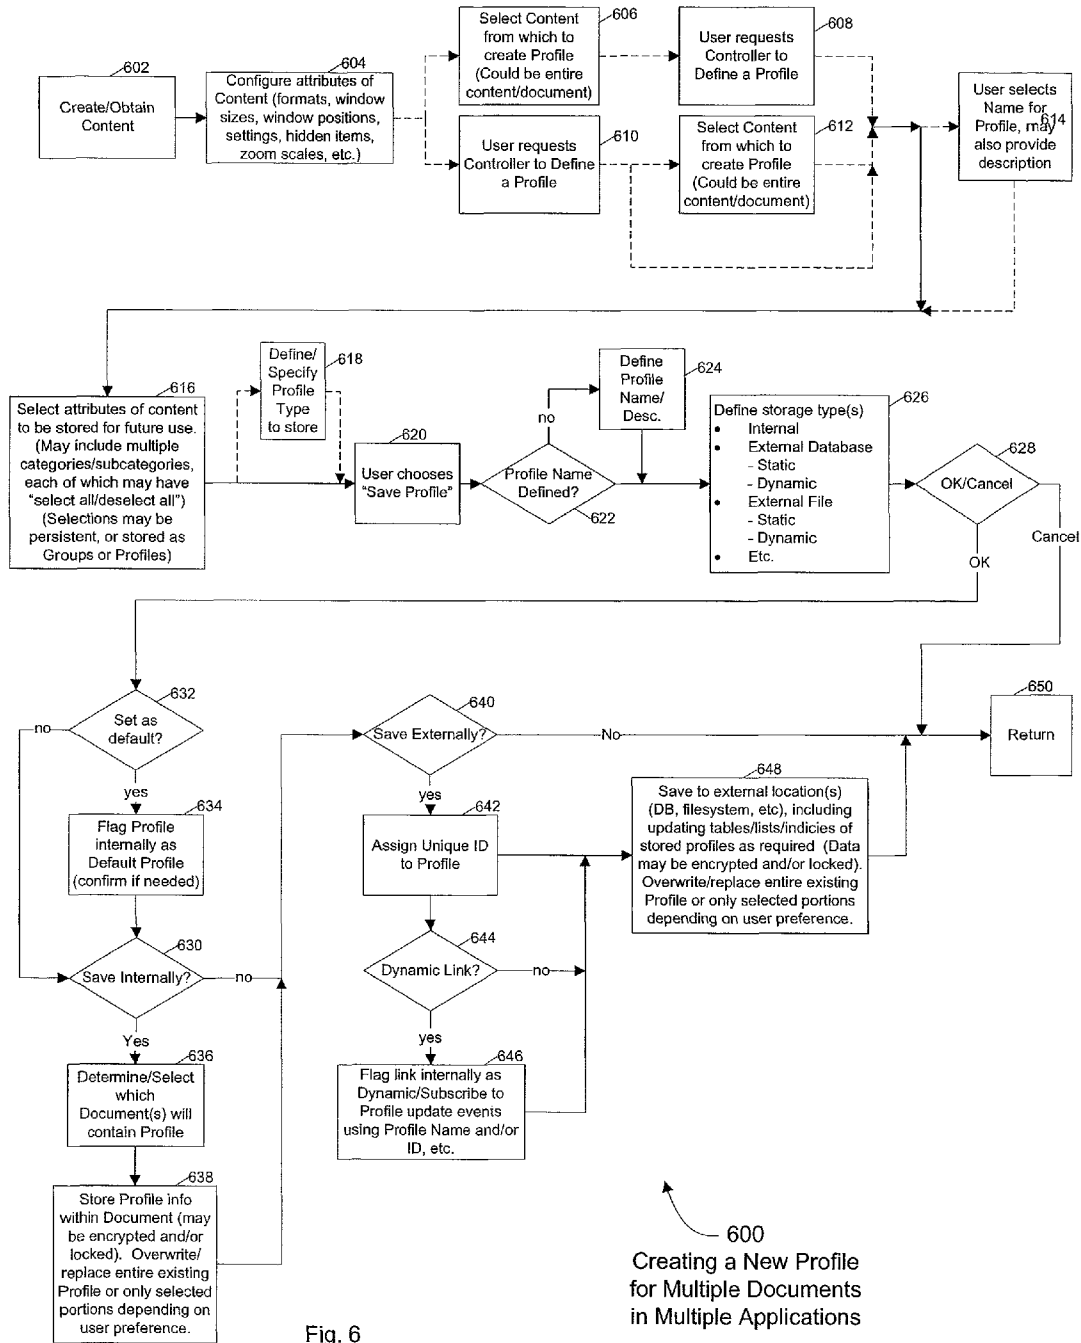 602
Create/Obtain
Content
604
Configure attributes of
Content (formats, window
sizes, window positions,
settings, hidden items,
zoom scales, etc.)
606
Select Content
from which to
create Profile
(Could be entire
content/document)
608
User requests
Controller to
Define a Profile
610
User requests
Controller to Define
a Profile
612
Select Content
from which to
create Profile
(Could be entire
content/document)
User selects
Name for
614
Profile, may
also provide
description
616
Select attributes of content
to be stored for future use.
(May include multiple
categories/subcategories,
each of which may have
“select all/deselect all”)
(Selections may be
persistent, or stored as
Groups or Profiles)
618
Define/
Specify
Profile
Type
to store
620
User chooses
“Save Profile”
Profile Name
Defined?
622
no
624
Define
Profile
Name/
Desc.
626
Define storage type(s)
• Internal
• External Database
- Static
- Dynamic
• External File
- Static
- Dynamic
• Etc.
628
OK/Cancel
Cancel
OK
632
Set as
default?
no
yes
634
Flag Profile
internally as
Default Profile
(confirm if needed)
630
Save Internally?
no
Yes
636
Determine/Select
which
Document(s) will
contain Profile
638
Store Profile info
within Document (may
be encrypted and/or
locked). Overwrite/
replace entire existing
Profile or only selected
portions depending on
user preference.
640
Save Externally?
No
yes
642
Assign Unique ID
to Profile
644
Dynamic Link?
no
yes
646
Flag link internally as
Dynamic/Subscribe to
Profile update events
using Profile Name and/or
ID, etc.
648
Save to external location(s)
(DB, filesystem, etc), including
updating tables/lists/indicies of
stored profiles as required (Data
may be encrypted and/or locked).
Overwrite/replace entire existing
Profile or only selected portions
depending on user preference.
650
Return
600
Creating a New Profile
for Multiple Documents
in Multiple Applications
Fig. 6